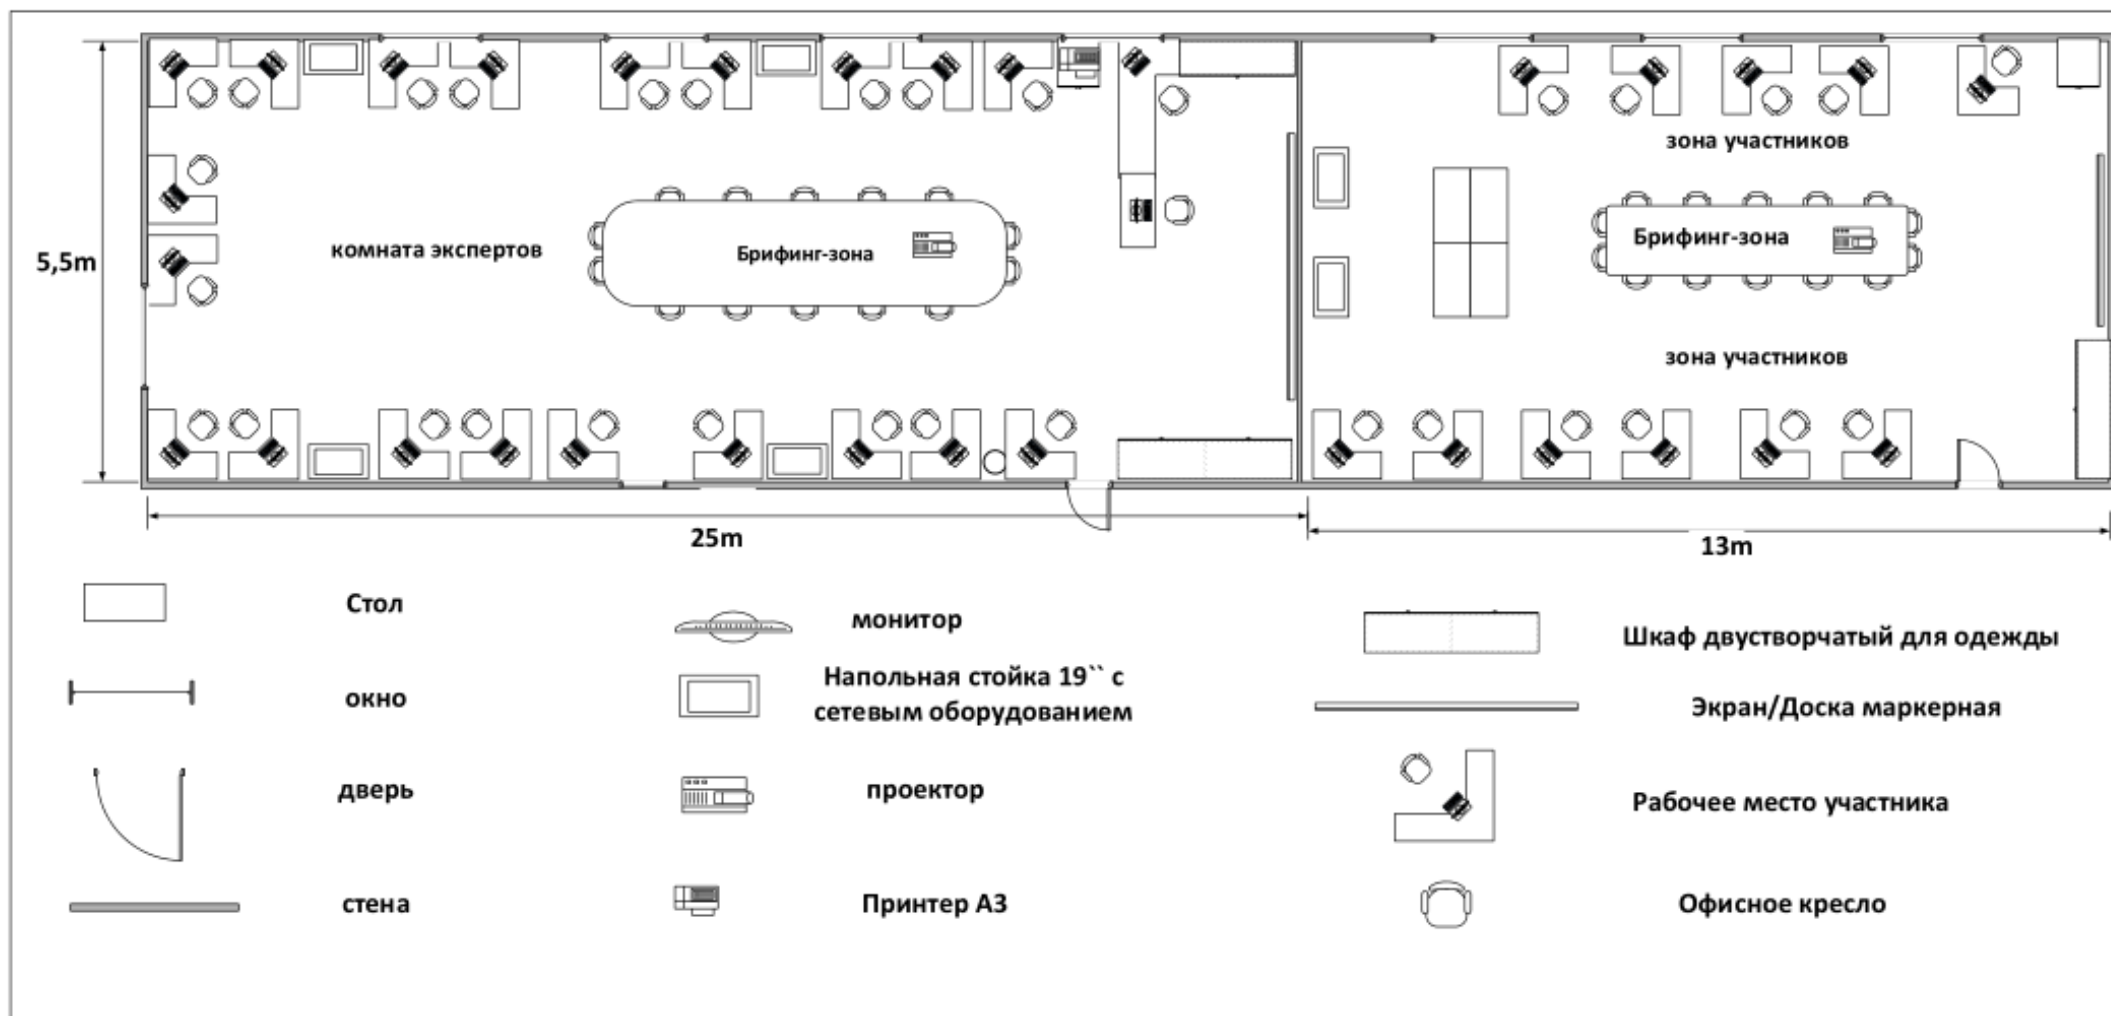 зона участников
5,5m
комната экспертов
Брифинг-зона
Брифинг-зона
зона участников
25m
13m
Стол
монитор
Шкаф двустворчатый для одежды
окно
Напольная стойка 19`` с
сетевым оборудованием
Экран/Доска маркерная
дверь
проектор
Рабочее место участника
стена
Принтер А3
Офисное кресло